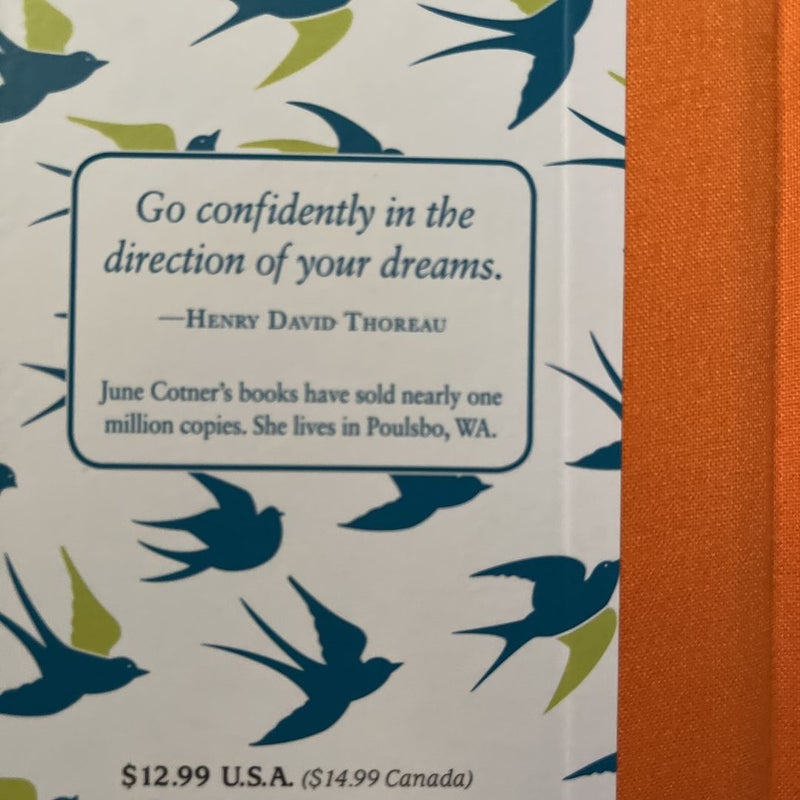 Go confidently in the
direction of your dreams.
—Henry David Thoreau
June Cotner's books have sold nearly one
million copies. She lives in Poulsbo, WA.
$12.99 U.S.A. ($14.99 Canada)